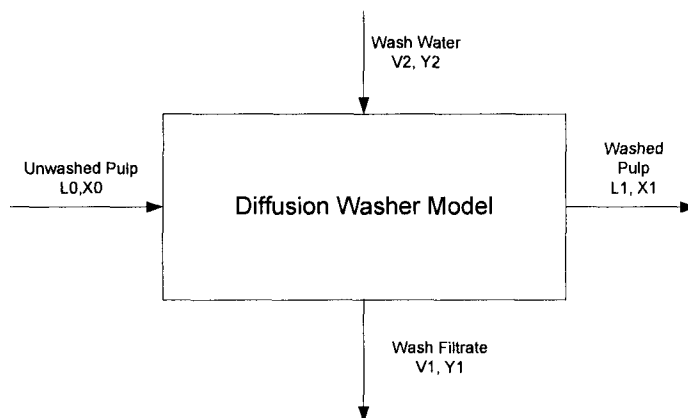 Wash Water
V2, Y2
Unwashed Pulp
L0,X0
Diffusion Washer Model
Washed
Pulp
L1, X1
Wash Filtrate
V1, Y1